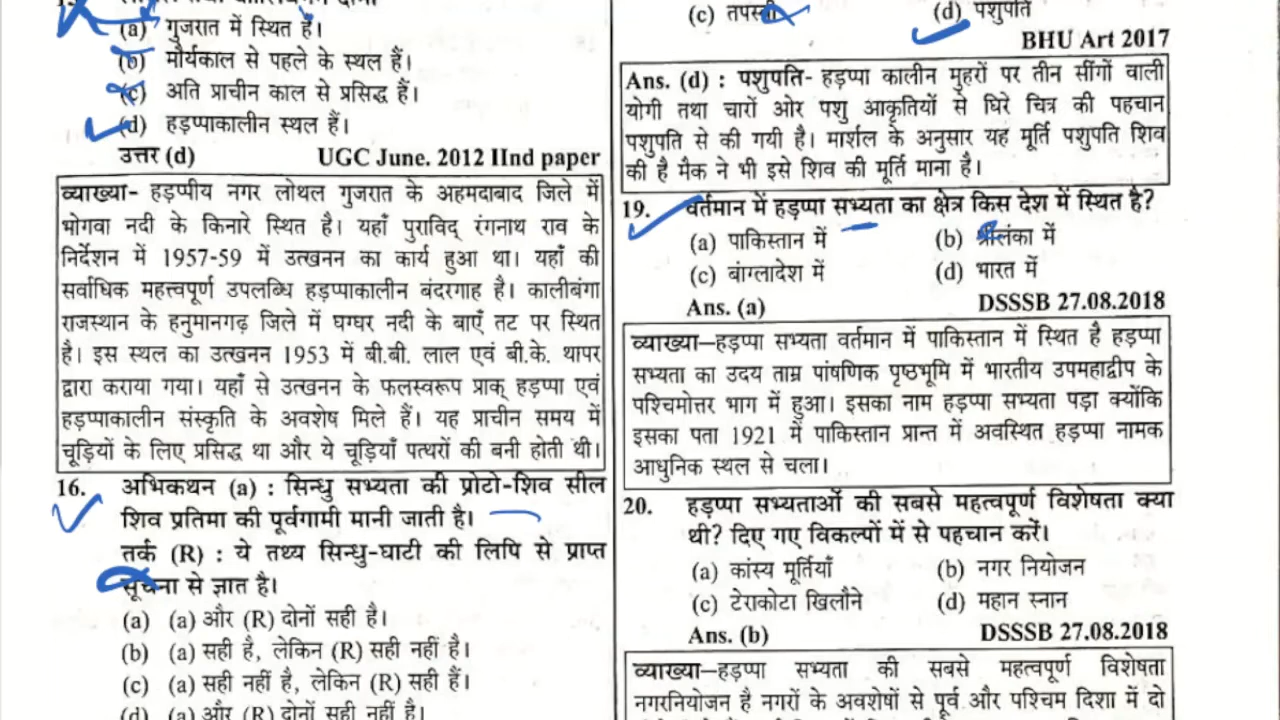 (a) गुजरात में स्थित हैं।
(b) मौर्यकाल से पहले के स्थल हैं।
(c) अति प्राचीन काल से प्रसिद्ध हैं।
(d) हड़प्पाकालीन स्थल हैं।
उत्तर (d) UGC June. 2012 IInd paper
व्याख्या- हड़प्पीय नगर लोथल गुजरात के अहमदाबाद जिले में
भोगवा नदी के किनारे स्थित है। यहाँ पुराविद् रंगनाथ राव के
निर्देशन में 1957-59 में उत्खनन का कार्य हुआ था। यहाँ की
सर्वाधिक महत्त्वपूर्ण उपलब्धि हड़प्पाकालीन बंदरगाह है। कालीबंगा
राजस्थान के हनुमानगढ़ जिले में घग्घर नदी के बाएँ तट पर स्थित
है। इस स्थल का उत्खनन 1953 में बी.बी. लाल एवं बी.के. थापर
द्वारा कराया गया। यहाँ से उत्खनन के फलस्वरूप प्राक् हड़प्पा एवं
हड़प्पाकालीन संस्कृति के अवशेष मिले हैं। यह प्राचीन समय में
चूड़ियों के लिए प्रसिद्ध था और ये चूड़ियाँ पत्थरों की बनी होती थी।
16. अभिकथन (a) : सिन्धु सभ्यता की प्रोटो-शिव सील
शिव प्रतिमा की पूर्वगामी मानी जाती है।
तर्क (R) : ये तथ्य सिन्धु-घाटी की लिपि से प्राप्त
सूचना से ज्ञात है।
(a) (a) और (R) दोनों सही है।
(b) (a) सही है, लेकिन (R) सही नहीं है।
(c) (a) सही नहीं है, लेकिन (R) सही हैं।
(d) (a) और (R) दोनों सही नहीं है।
(c) तपस्वी (d) पशुपति
BHU Art 2017
Ans. (d) : पशुपति- हड़प्पा कालीन मुहरों पर तीन सींगों वाली
योगी तथा चारों ओर पशु आकृतियों से घिरे चित्र की पहचान
पशुपति से की गयी है। मार्शल के अनुसार यह मूर्ति पशुपति शिव
की है मैक ने भी इसे शिव की मूर्ति माना है।
19. वर्तमान में हड़प्पा सभ्यता का क्षेत्र किस देश में स्थित है?
(a) पाकिस्तान में (b) श्रीलंका में
(c) बांग्लादेश में (d) भारत में
Ans. (a) DSSSB 27.08.2018
व्याख्या–हड़प्पा सभ्यता वर्तमान में पाकिस्तान में स्थित है हड़प्पा
सभ्यता का उदय ताम्र पांषणिक पृष्ठभूमि में भारतीय उपमहाद्वीप के
पश्चिमोत्तर भाग में हुआ। इसका नाम हड़प्पा सभ्यता पड़ा क्योंकि
इसका पता 1921 में पाकिस्तान प्रान्त में अवस्थित हड़प्पा नामक
आधुनिक स्थल से चला।
20. हड़प्पा सभ्यताओं की सबसे महत्वपूर्ण विशेषता क्या
थी? दिए गए विकल्पों में से पहचान करें।
(a) कांस्य मूर्तियाँ (b) नगर नियोजन
(c) टेराकोटा खिलौने (d) महान स्नान
Ans. (b) DSSSB 27.08.2018
व्याख्या–हड़प्पा सभ्यता की सबसे महत्वपूर्ण विशेषता
नगरनियोजन है नगरों के अवशेषों से पूर्व और पश्चिम दिशा में दो